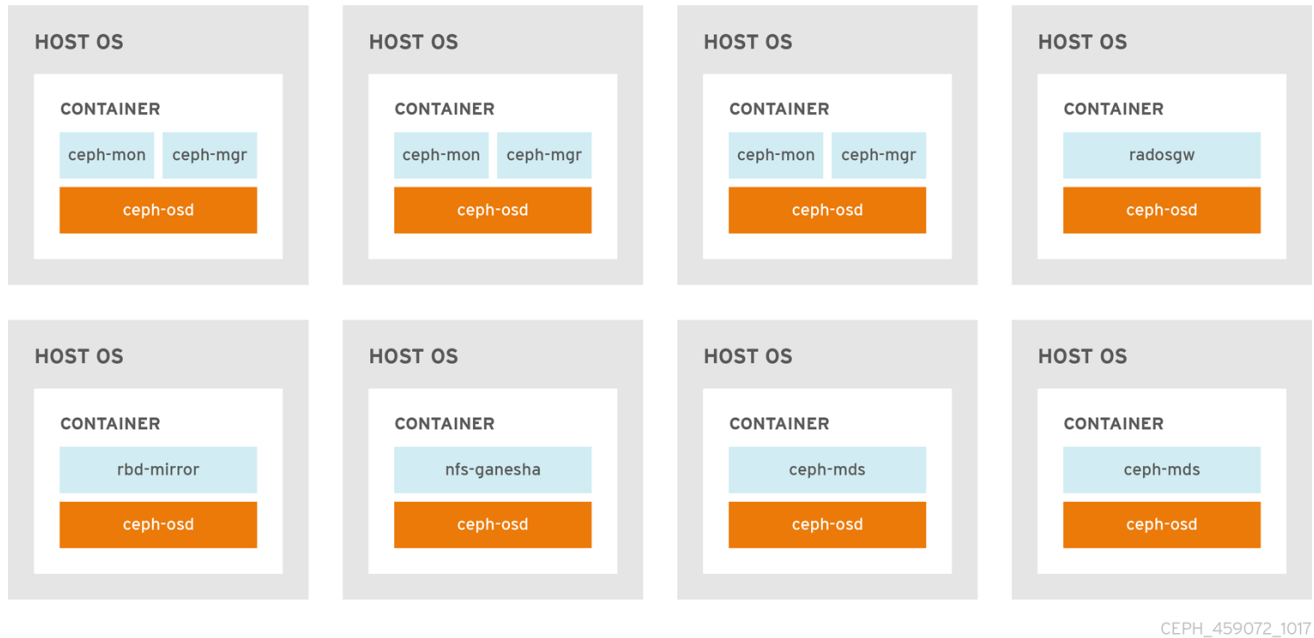 HOST OS
CONTAINER
ceph-mon ceph-mgr
ceph-osd
HOST OS
CONTAINER
ceph-mon ceph-mgr
ceph-osd
HOST OS
CONTAINER
ceph-mon ceph-mgr
ceph-osd
HOST OS
CONTAINER
radosgw
ceph-osd
HOST OS
CONTAINER
rbd-mirror
ceph-osd
HOST OS
CONTAINER
nfs-ganesha
ceph-osd
HOST OS
CONTAINER
ceph-mds
ceph-osd
HOST OS
CONTAINER
ceph-mds
ceph-osd
CEPH_459072_1017